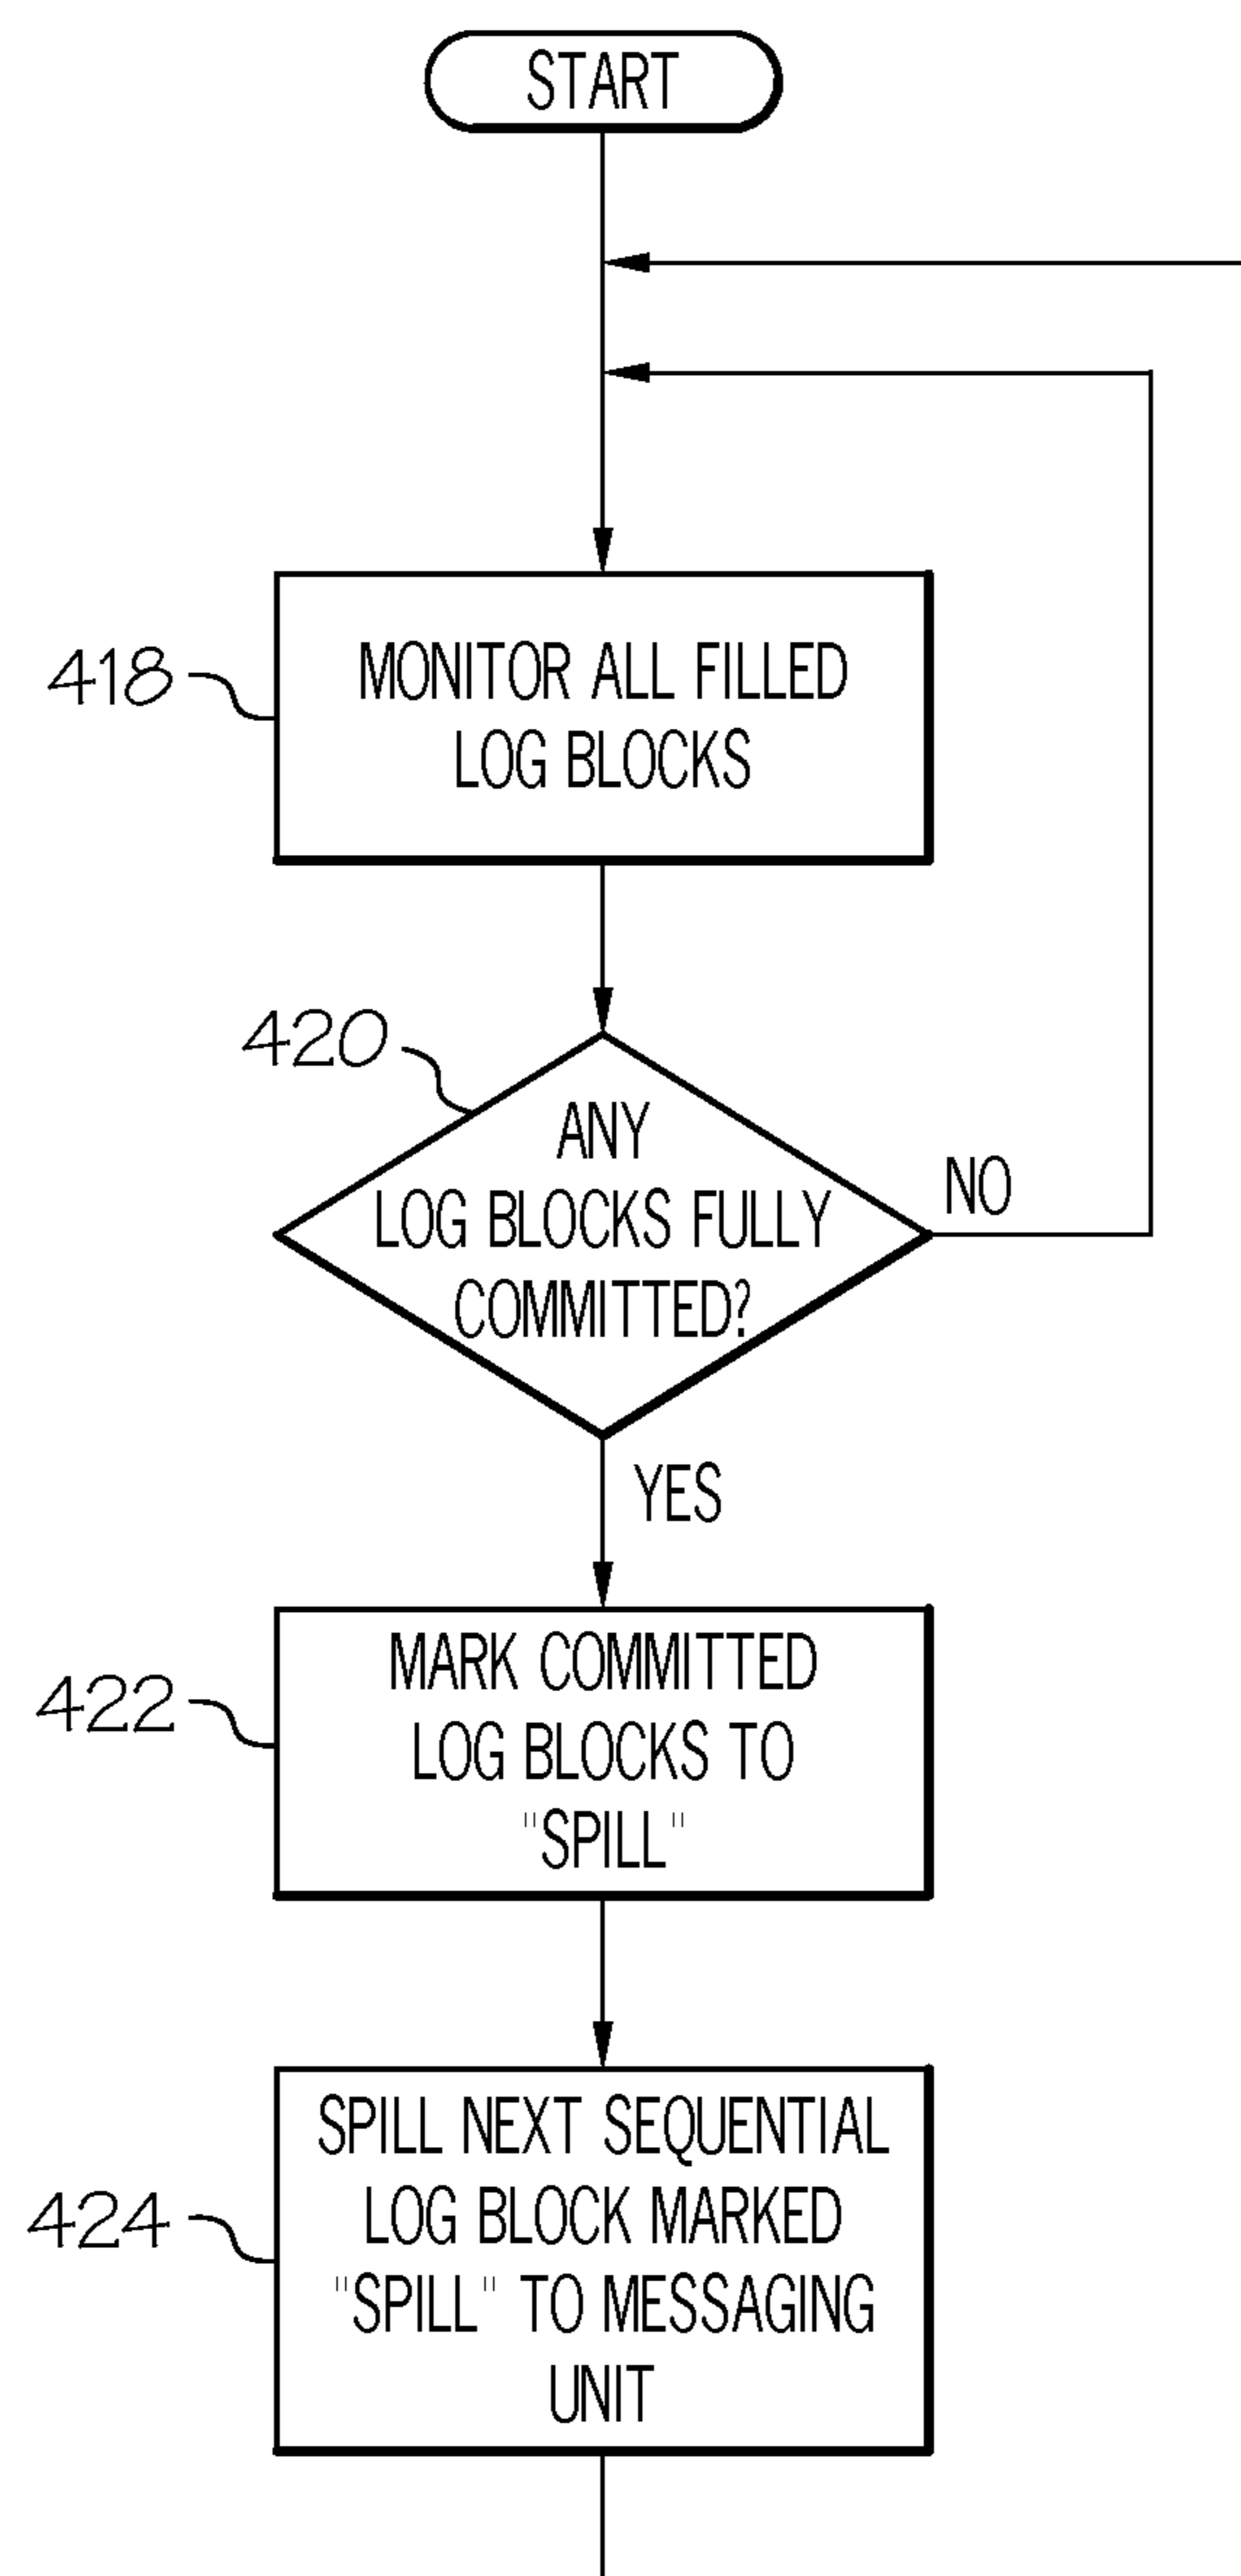 START
418
MONITOR ALL FILLED
LOG BLOCKS
420
ANY
LOG BLOCKS FULLY
COMMITTED?
NO
YES
422
MARK COMMITTED
LOG BLOCKS TO
"SPILL"
424
SPILL NEXT SEQUENTIAL
LOG BLOCK MARKED
"SPILL" TO MESSAGING
UNIT